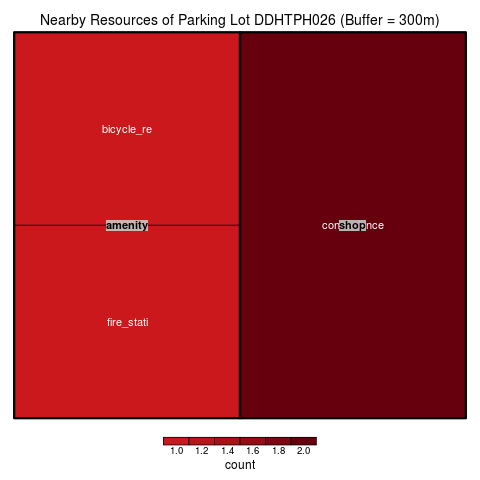 Nearby Resources of Parking Lot DDHTPH026 (Buffer = 300m)
bicycle_re
amenity
shop
fire_stati
1.0 1.2 1.4 1.6 1.8 2.0
count